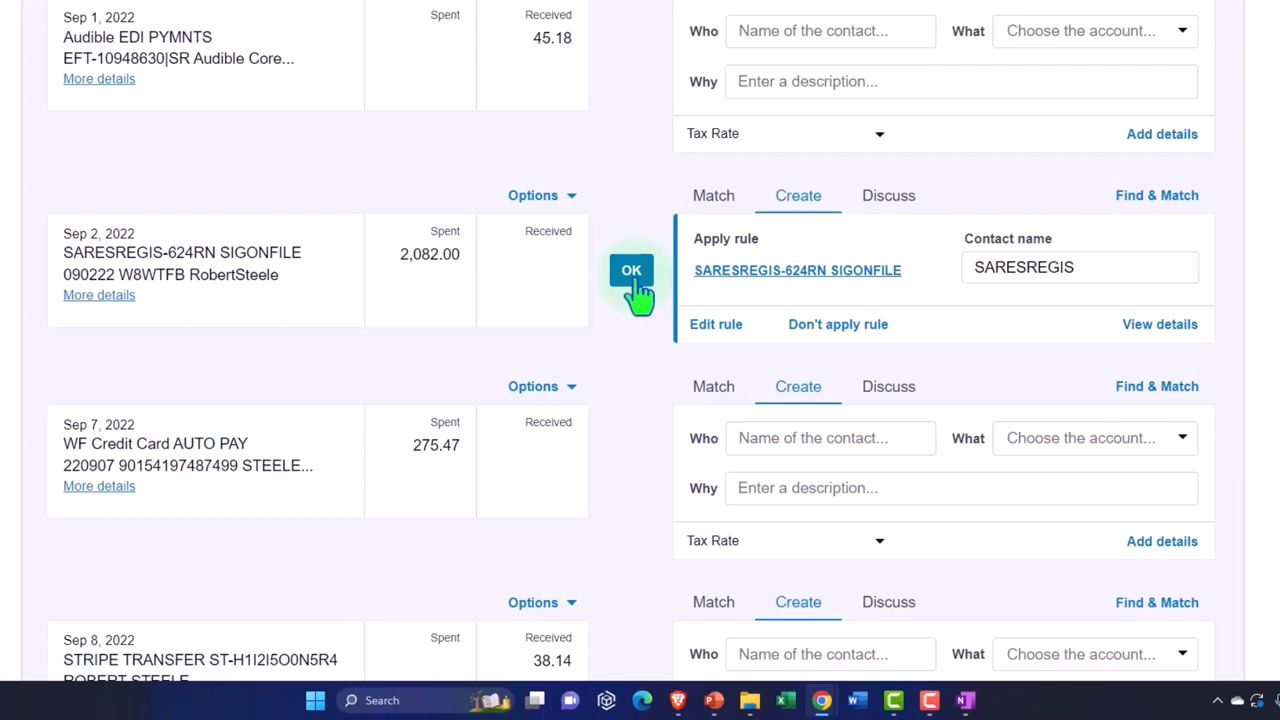 Sep 1, 2022
Audible EDI PYMNTS
EFT-10948630|SR Audible Core...
More details
Spent
Received
45.18
Who
Name of the contact...
What
Choose the account...
Why
Enter a description...
Tax Rate
Add details
Options
Match
Create
Discuss
Find & Match
Sep 2, 2022
SARESREGIS-624RN SIGONFILE
090222 W8WTFB RobertSteele
More details
Spent
2,082.00
Received
OK
Apply rule
SARESREGIS-624RN SIGONFILE
Contact name
SARESREGIS
Edit rule
Don't apply rule
View details
Options
Match
Create
Discuss
Find & Match
Sep 7, 2022
WF Credit Card AUTO PAY
220907 90154197487499 STEELE...
More details
Spent
275.47
Received
Who
Name of the contact...
What
Choose the account...
Why
Enter a description...
Tax Rate
Add details
Options
Match
Create
Discuss
Find & Match
Sep 8, 2022
STRIPE TRANSFER ST-H1I2I5O0N5R4
ROBERT STEELE
Spent
Received
38.14
Who
Name of the contact...
What
Choose the account...
Search